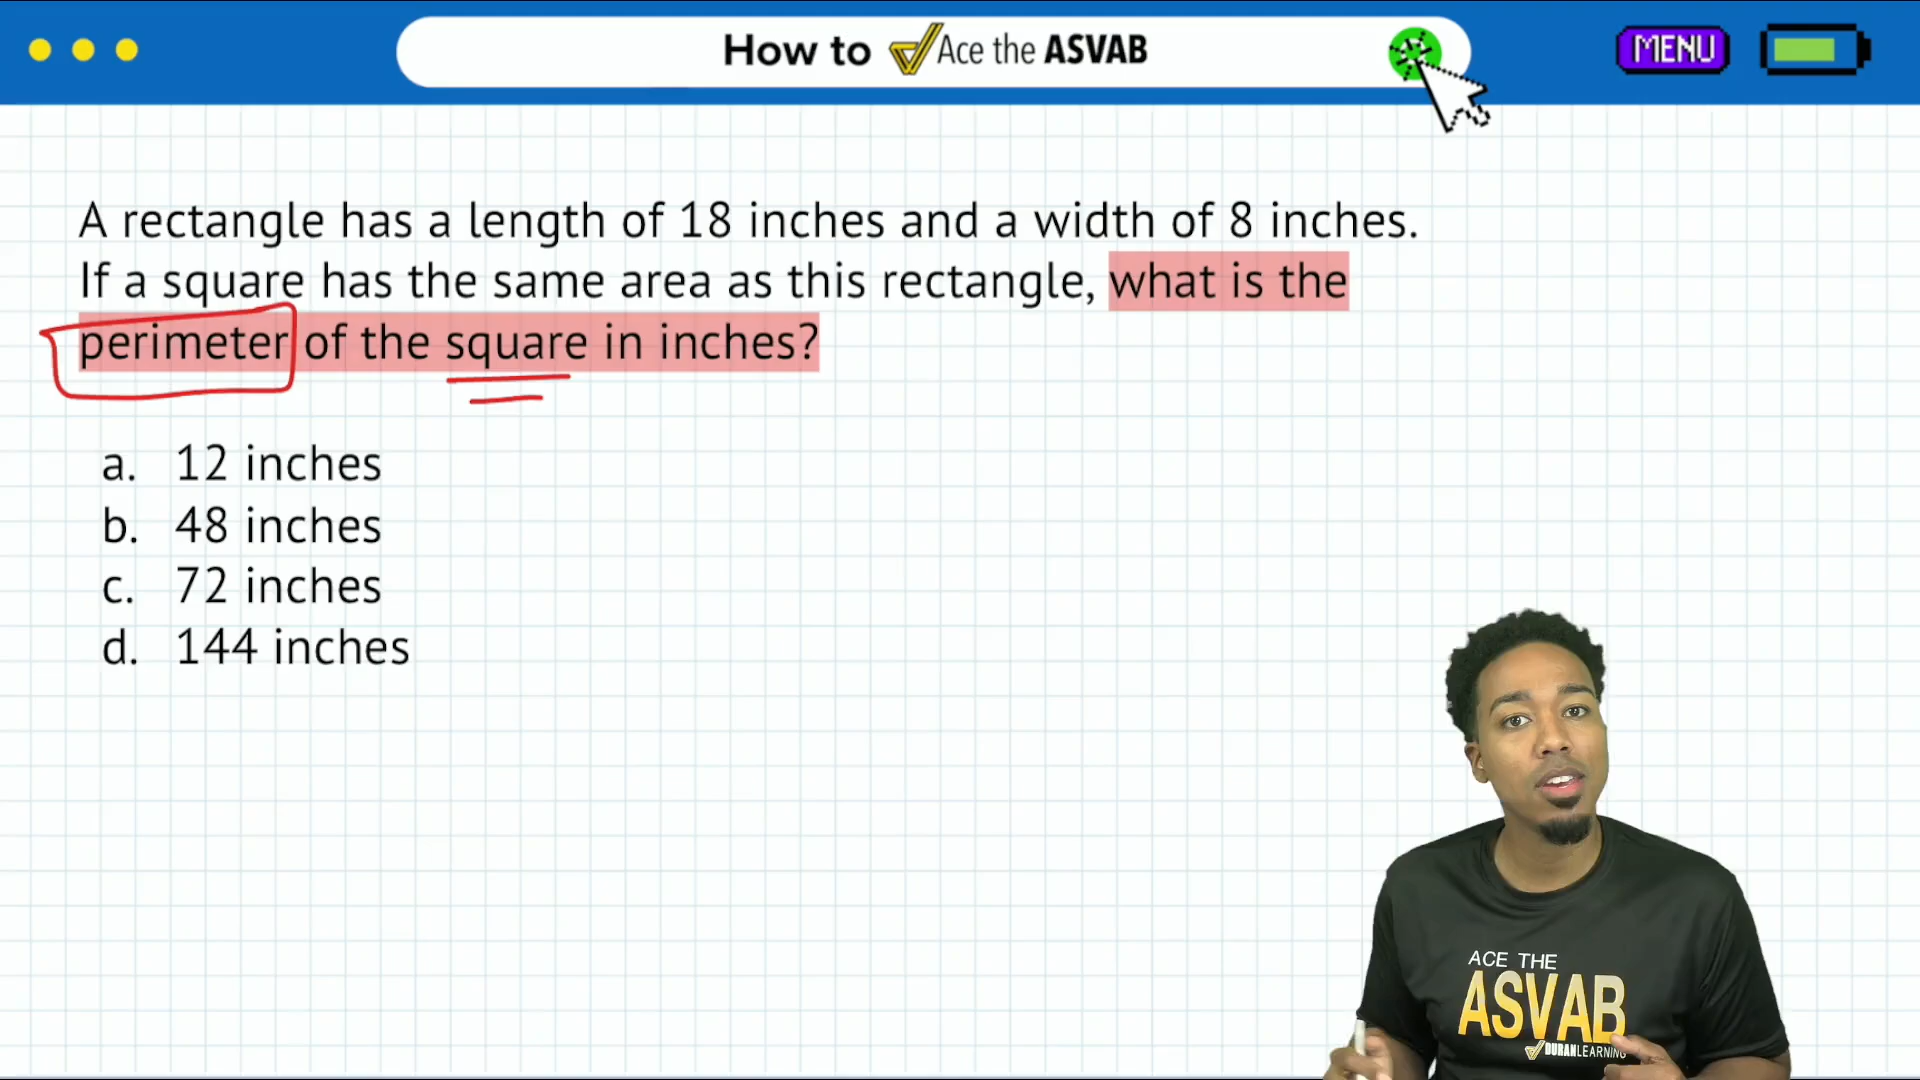 How to Ace the ASVAB
MENU
A rectangle has a length of 18 inches and a width of 8 inches.
If a square has the same area as this rectangle, what is the
perimeter of the square in inches?
a. 12 inches
b. 48 inches
c. 72 inches
d. 144 inches
ACE THE
ASVAB
DURANLEARNING